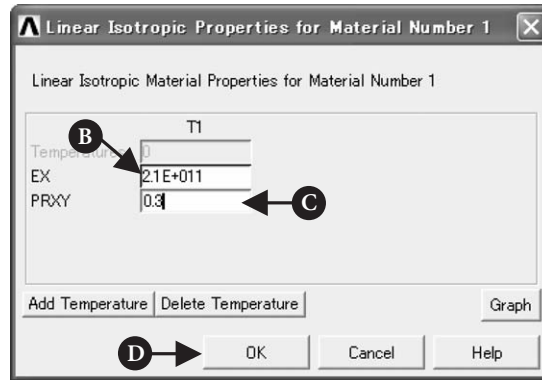 Linear Isotropic Properties for Material Number 1
Linear Isotropic Material Properties for Material Number 1
T1
B
Temperatures 0
EX 2.1E+011
PRXY 0.3
C
Add Temperature Delete Temperature Graph
D OK Cancel Help